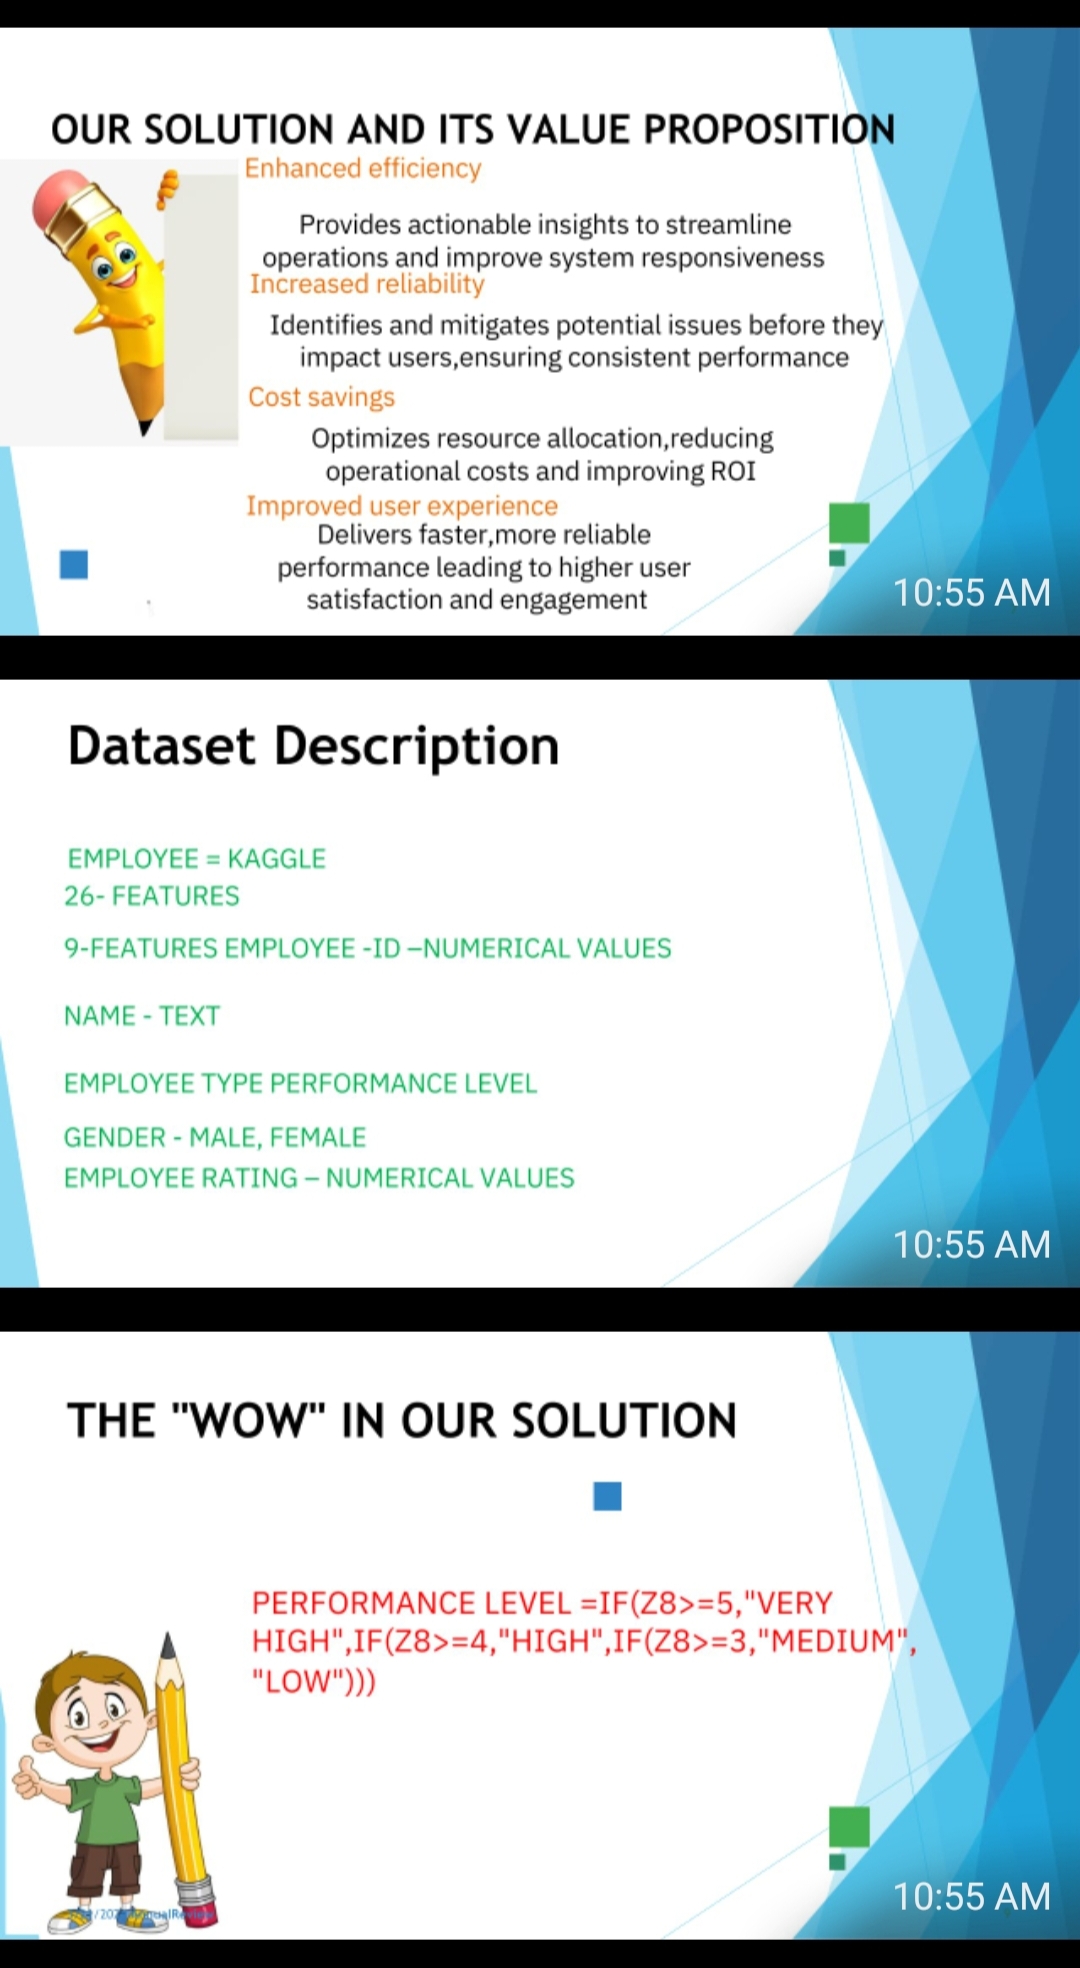 OUR SOLUTION AND ITS VALUE PROPOSITION
Enhanced efficiency
Provides actionable insights to streamline
operations and improve system responsiveness
Increased reliability
Identifies and mitigates potential issues before they
impact users,ensuring consistent performance
Cost savings
Optimizes resource allocation,reducing
operational costs and improving ROI
Improved user experience
Delivers faster,more reliable
performance leading to higher user
satisfaction and engagement
10:55 AM
Dataset Description
EMPLOYEE = KAGGLE
26- FEATURES
9-FEATURES EMPLOYEE -ID –NUMERICAL VALUES
NAME - TEXT
EMPLOYEE TYPE PERFORMANCE LEVEL
GENDER - MALE, FEMALE
EMPLOYEE RATING – NUMERICAL VALUES
10:55 AM
THE "WOW" IN OUR SOLUTION
PERFORMANCE LEVEL =IF(Z8>=5,"VERY
HIGH",IF(Z8>=4,"HIGH",IF(Z8>=3,"MEDIUM",
"LOW")))
10:55 AM